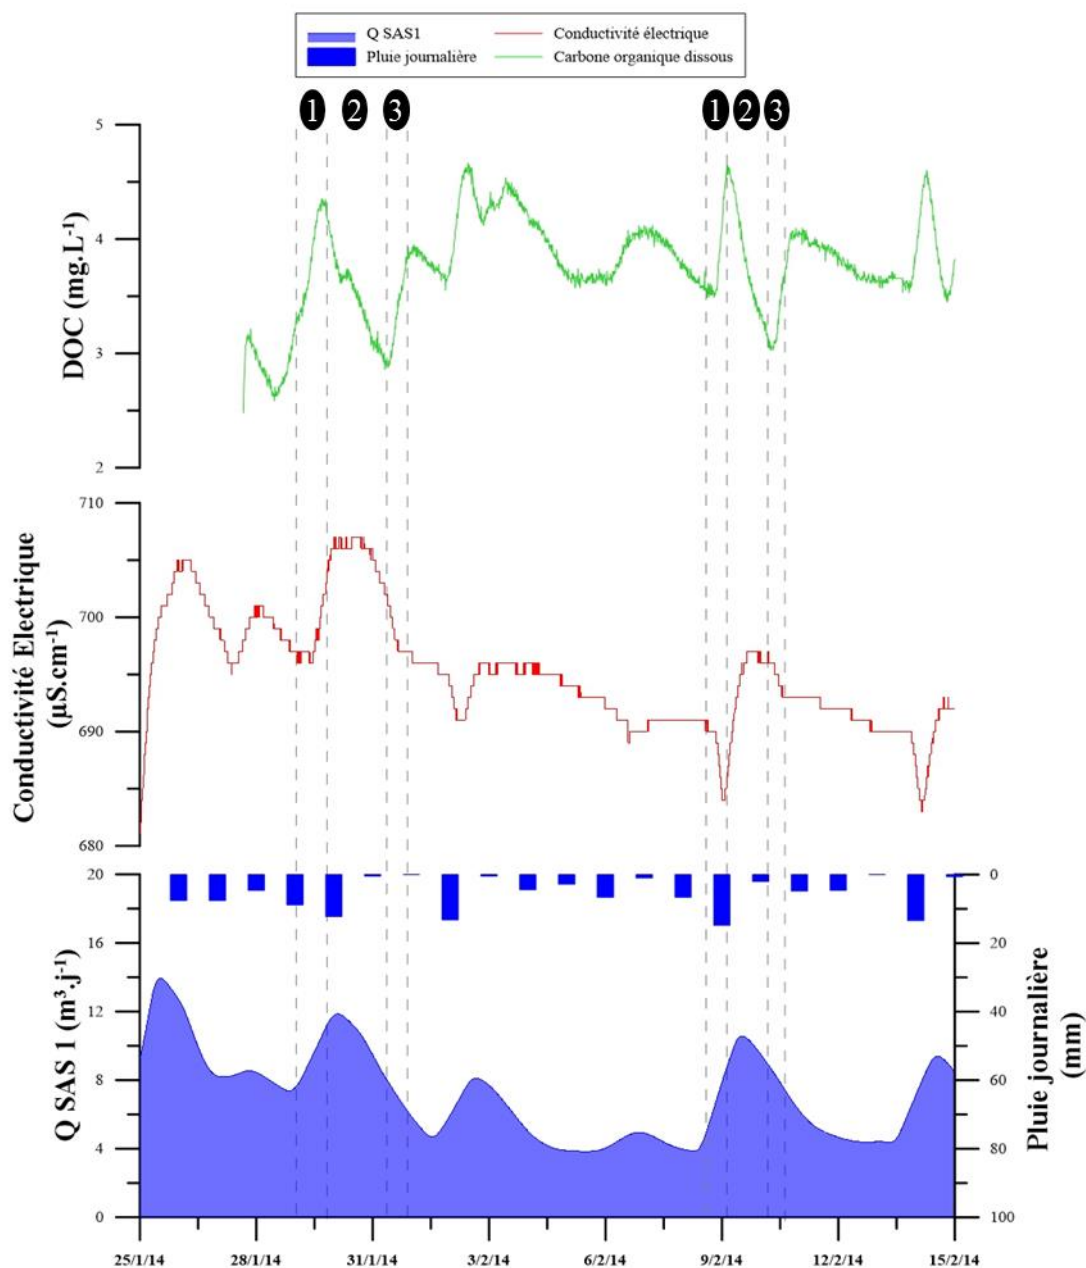 Q SAS1
Conductivité électrique
Pluie journalière
Carbone organique dissous
1 2 3 1 2 3
5
4
3
2
DOC (mg.L⁻¹)
710
700
690
680
Conductivité Electrique
(µS.cm⁻¹)
20
16
12
8
4
0
Q SAS 1 (m³.j⁻¹)
0
20
40
60
80
100
Pluie journalière
(mm)
25/1/14 28/1/14 31/1/14 3/2/14 6/2/14 9/2/14 12/2/14 15/2/14